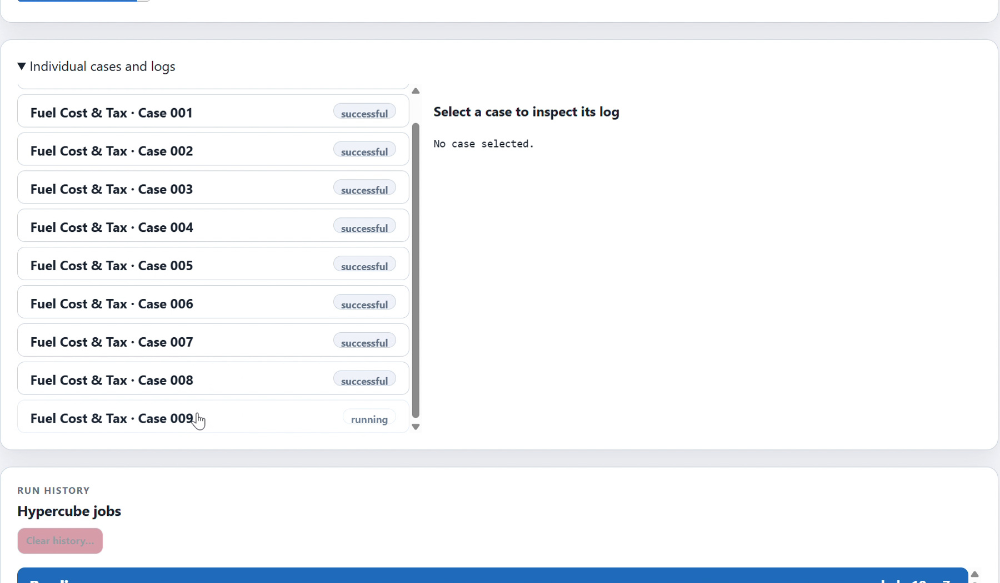 ▼ Individual cases and logs
Fuel Cost & Tax · Case 001 successful
Fuel Cost & Tax · Case 002 successful
Fuel Cost & Tax · Case 003 successful
Fuel Cost & Tax · Case 004 successful
Fuel Cost & Tax · Case 005 successful
Fuel Cost & Tax · Case 006 successful
Fuel Cost & Tax · Case 007 successful
Fuel Cost & Tax · Case 008 successful
Fuel Cost & Tax · Case 009 running
Select a case to inspect its log
No case selected.
RUN HISTORY
Hypercube jobs
Clear history...